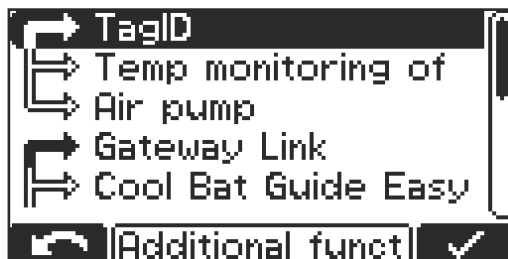 TagID
Temp monitoring of
Air pump
Gateway Link
Cool Bat Guide Easy
Additional funct